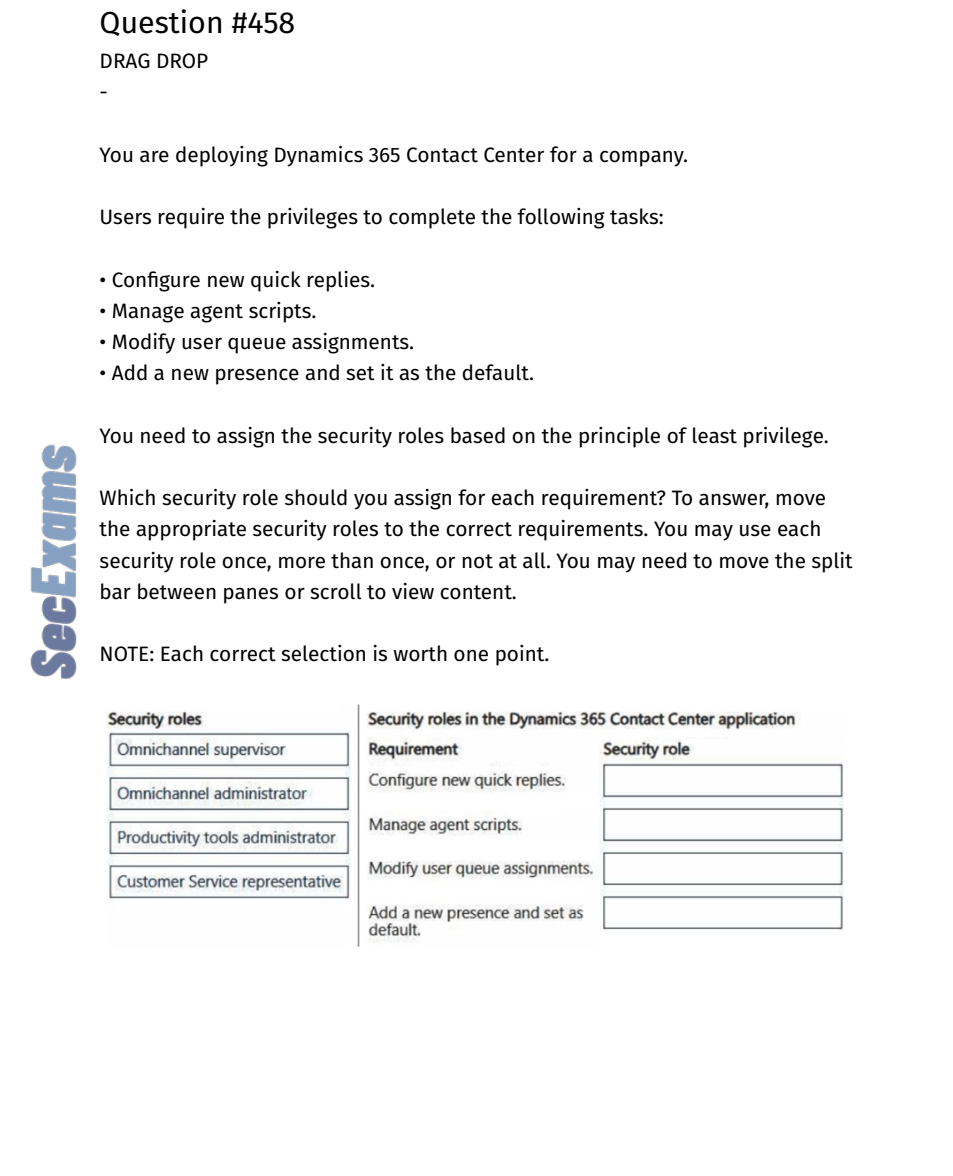 Question #458
DRAG DROP
-
You are deploying Dynamics 365 Contact Center for a company.
Users require the privileges to complete the following tasks:
• Configure new quick replies.
• Manage agent scripts.
• Modify user queue assignments.
• Add a new presence and set it as the default.
You need to assign the security roles based on the principle of least privilege.
Which security role should you assign for each requirement? To answer, move
the appropriate security roles to the correct requirements. You may use each
security role once, more than once, or not at all. You may need to move the split
bar between panes or scroll to view content.
NOTE: Each correct selection is worth one point.
SecExams
Security roles
Omnichannel supervisor
Omnichannel administrator
Productivity tools administrator
Customer Service representative
Security roles in the Dynamics 365 Contact Center application
Requirement Security role
Configure new quick replies.
Manage agent scripts.
Modify user queue assignments.
Add a new presence and set as
default.